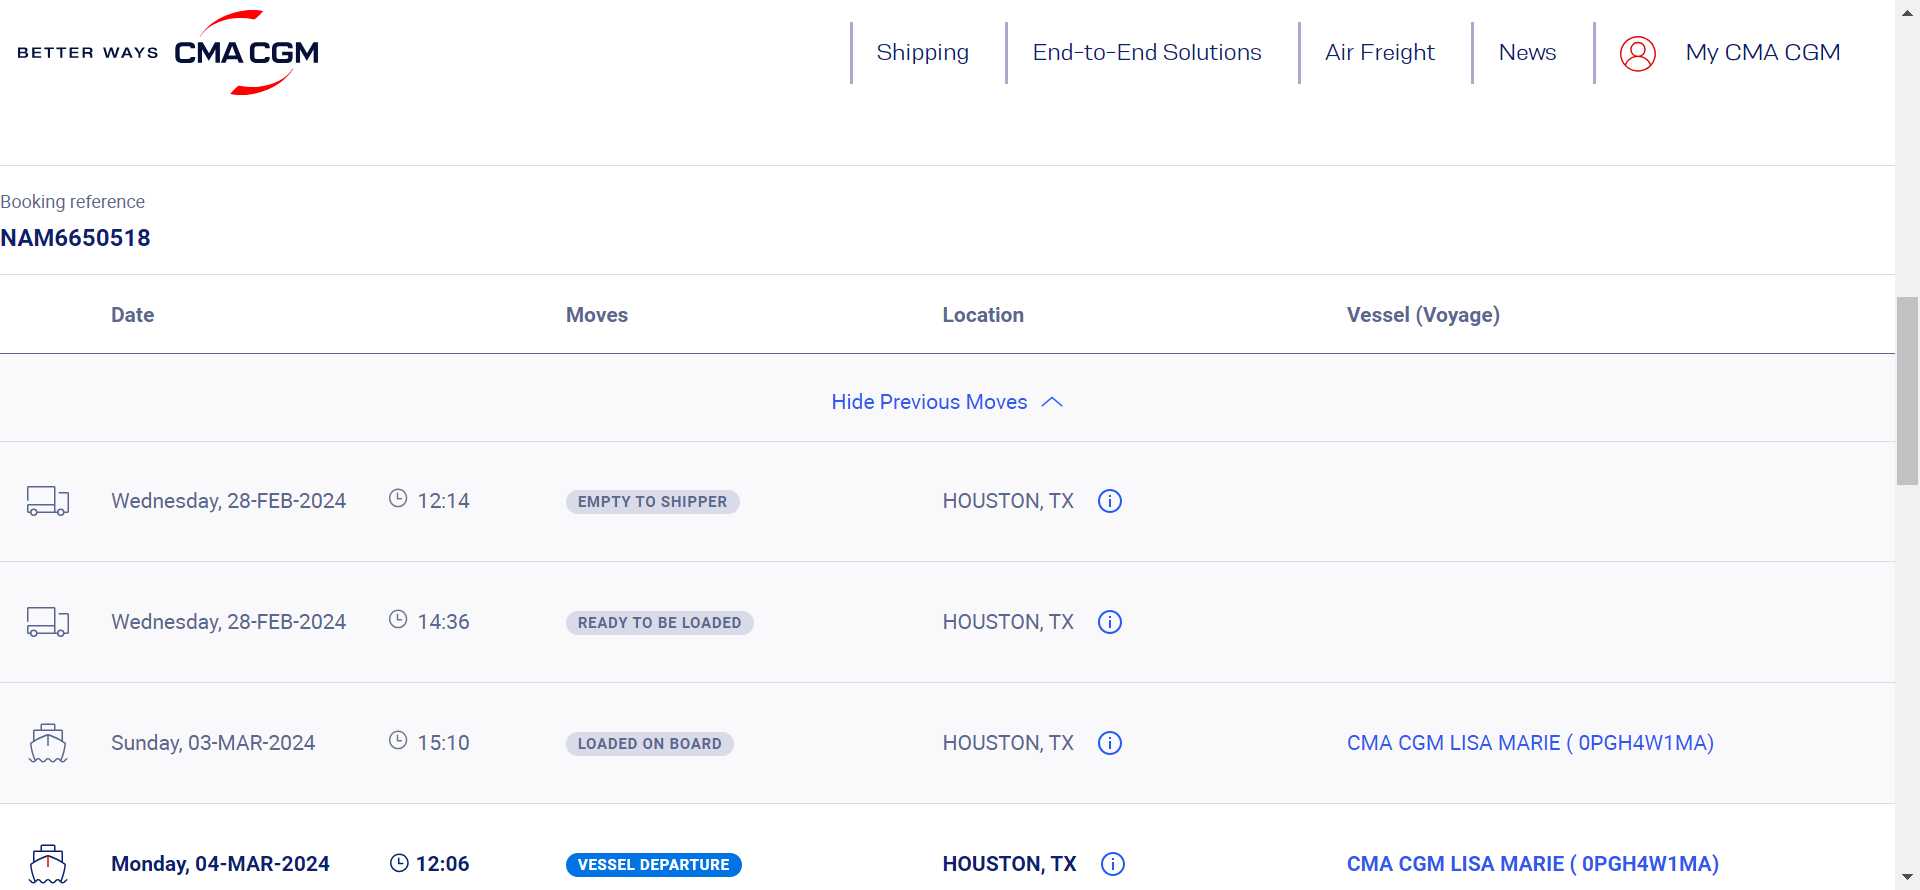 BETTER WAYS CMA CGM
Shipping End-to-End Solutions Air Freight News My CMA CGM
Booking reference
NAM6650518
Date Moves Location Vessel (Voyage)
Hide Previous Moves
Wednesday, 28-FEB-2024 12:14 EMPTY TO SHIPPER HOUSTON, TX
Wednesday, 28-FEB-2024 14:36 READY TO BE LOADED HOUSTON, TX
Sunday, 03-MAR-2024 15:10 LOADED ON BOARD HOUSTON, TX CMA CGM LISA MARIE ( 0PGH4W1MA)
Monday, 04-MAR-2024 12:06 VESSEL DEPARTURE HOUSTON, TX CMA CGM LISA MARIE ( 0PGH4W1MA)